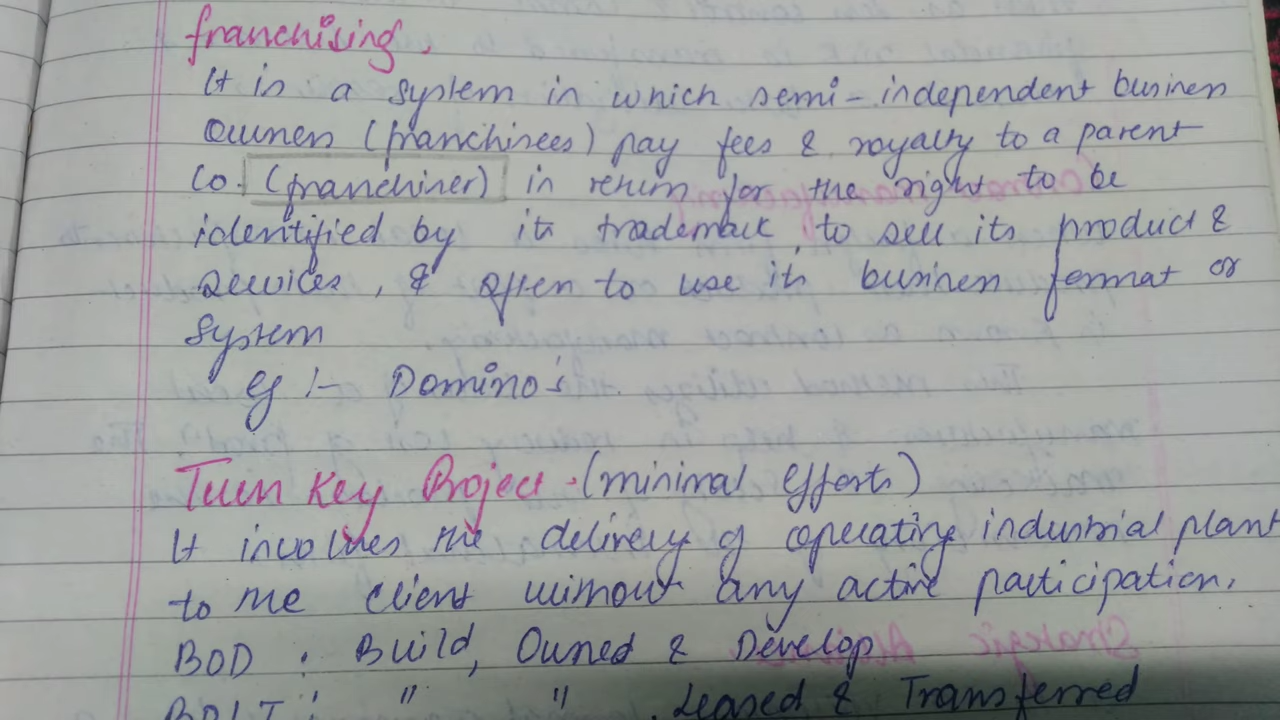 franchising.
It is a system in which semi-independent business
Owners (franchisees) pay fees & royalty to a parent
Co. (franchiser) in return for the right to be
identified by its trademark, to sell its product &
services, & often to use its business format or
System
eg :- Domino's.
Turn Key Project. (minimal efforts)
It involves the delivery of operating industrial plant
to the client without any active participation.
BOD : Build, Owned & Develop
BOLT : " " , Leased & Transferred